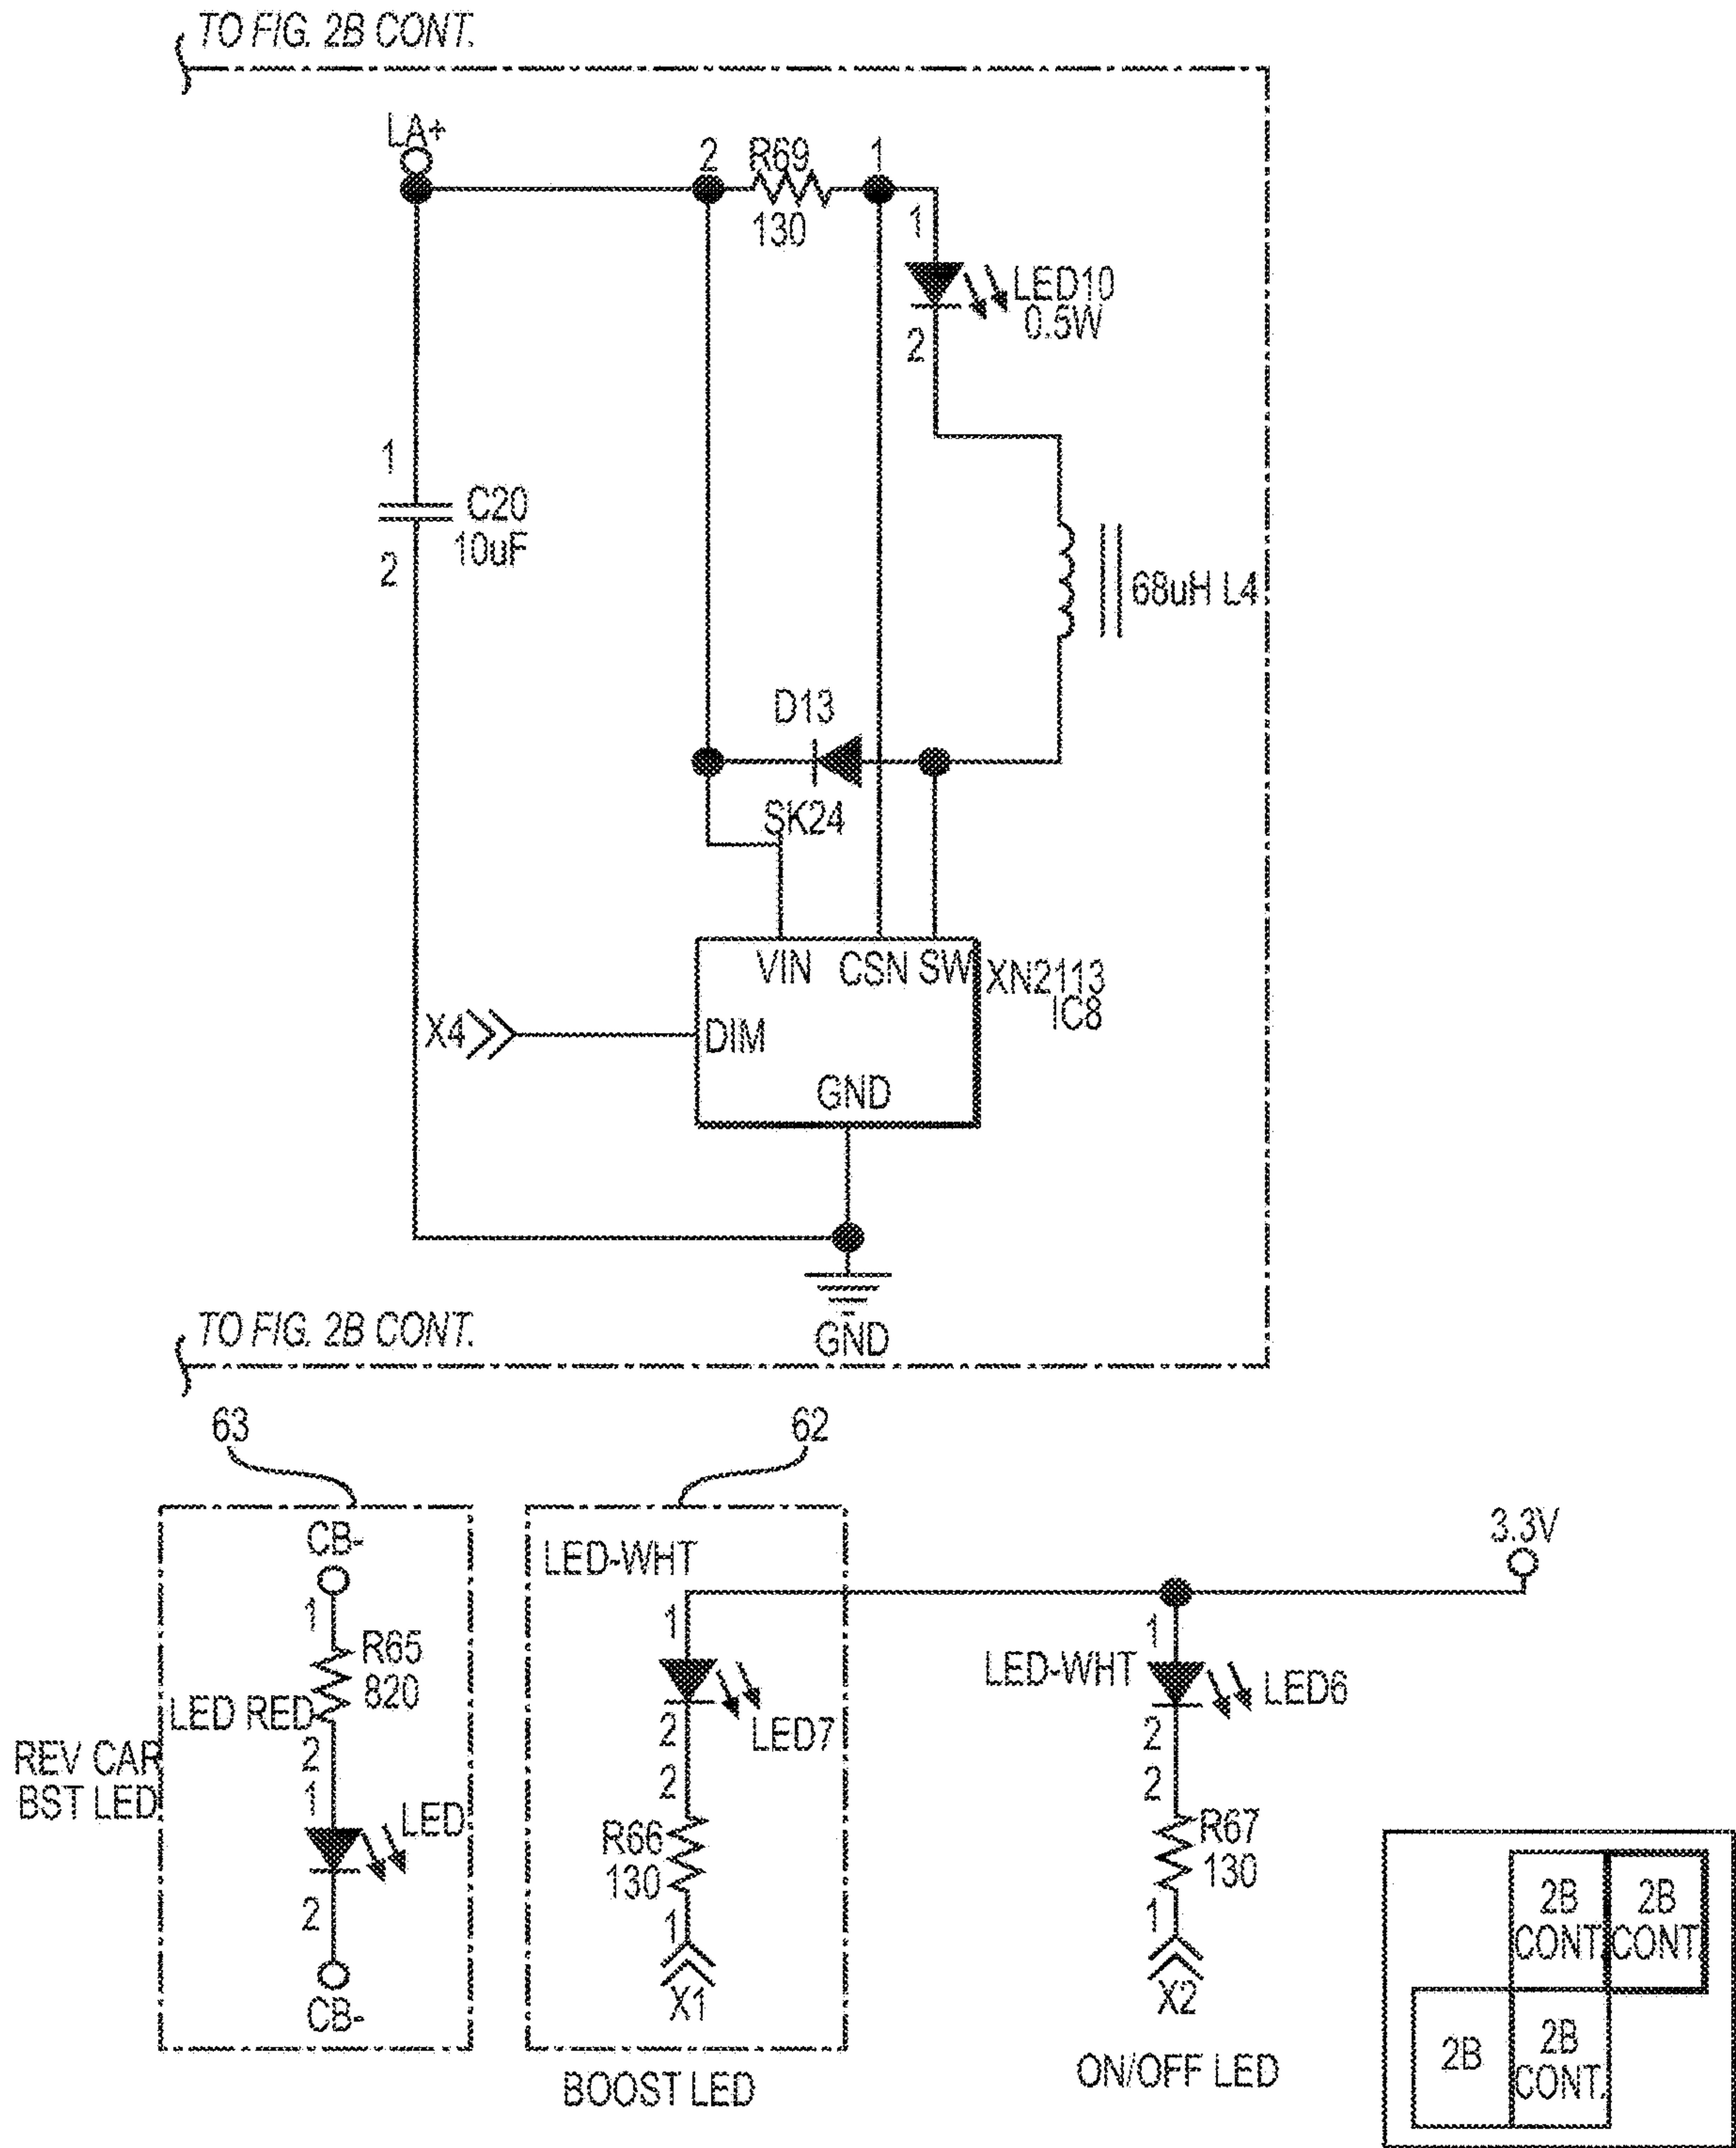 TO FIG. 2B CONT.
LA+
2 R69 1
130
1
LED10
0.5W
2
1
C20
10uF
2
68uH L4
D13
SK24
VIN CSN SW
XN2113
IC8
X4
DIM
GND
GND
TO FIG. 2B CONT.
63
62
CB-
1
R65
820
LED RED
2
REV CAR
BST LED
1
LED
2
CB-
LED-WHT
1
2
LED7
2
R66
130
1
X1
BOOST LED
3.3V
1
LED-WHT
LED6
2
2
R67
130
1
X2
ON/OFF LED
2B
CONT.
2B
CONT
2B
2B
CONT.